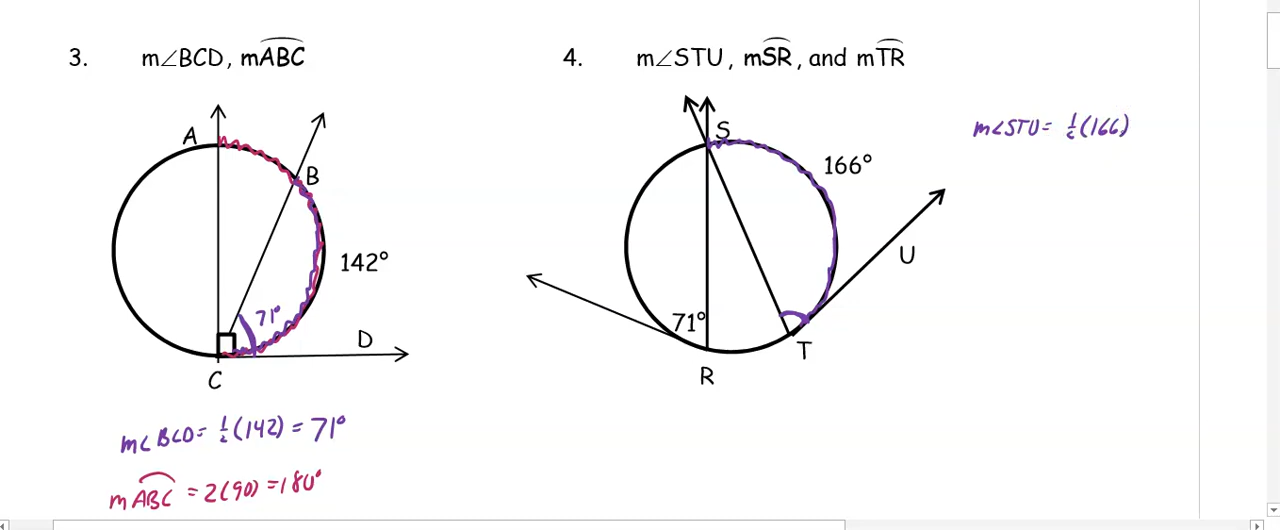 3. m∠BCD, mABC
4. m∠STU, mSR, and mTR
A
B
142°
71°
D
C
m∠BCD = ½(142) = 71°
mABC = 2(90) = 180°
S
166°
U
71°
T
R
m∠STU = ½(166)